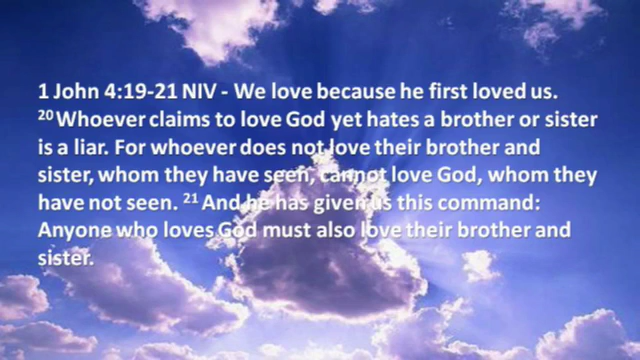 1 John 4:19-21 NIV - We love because he first loved us.
²⁰ Whoever claims to love God yet hates a brother or sister
is a liar. For whoever does not love their brother and
sister, whom they have seen, cannot love God, whom they
have not seen. ²¹ And he has given us this command:
Anyone who loves God must also love their brother and
sister.